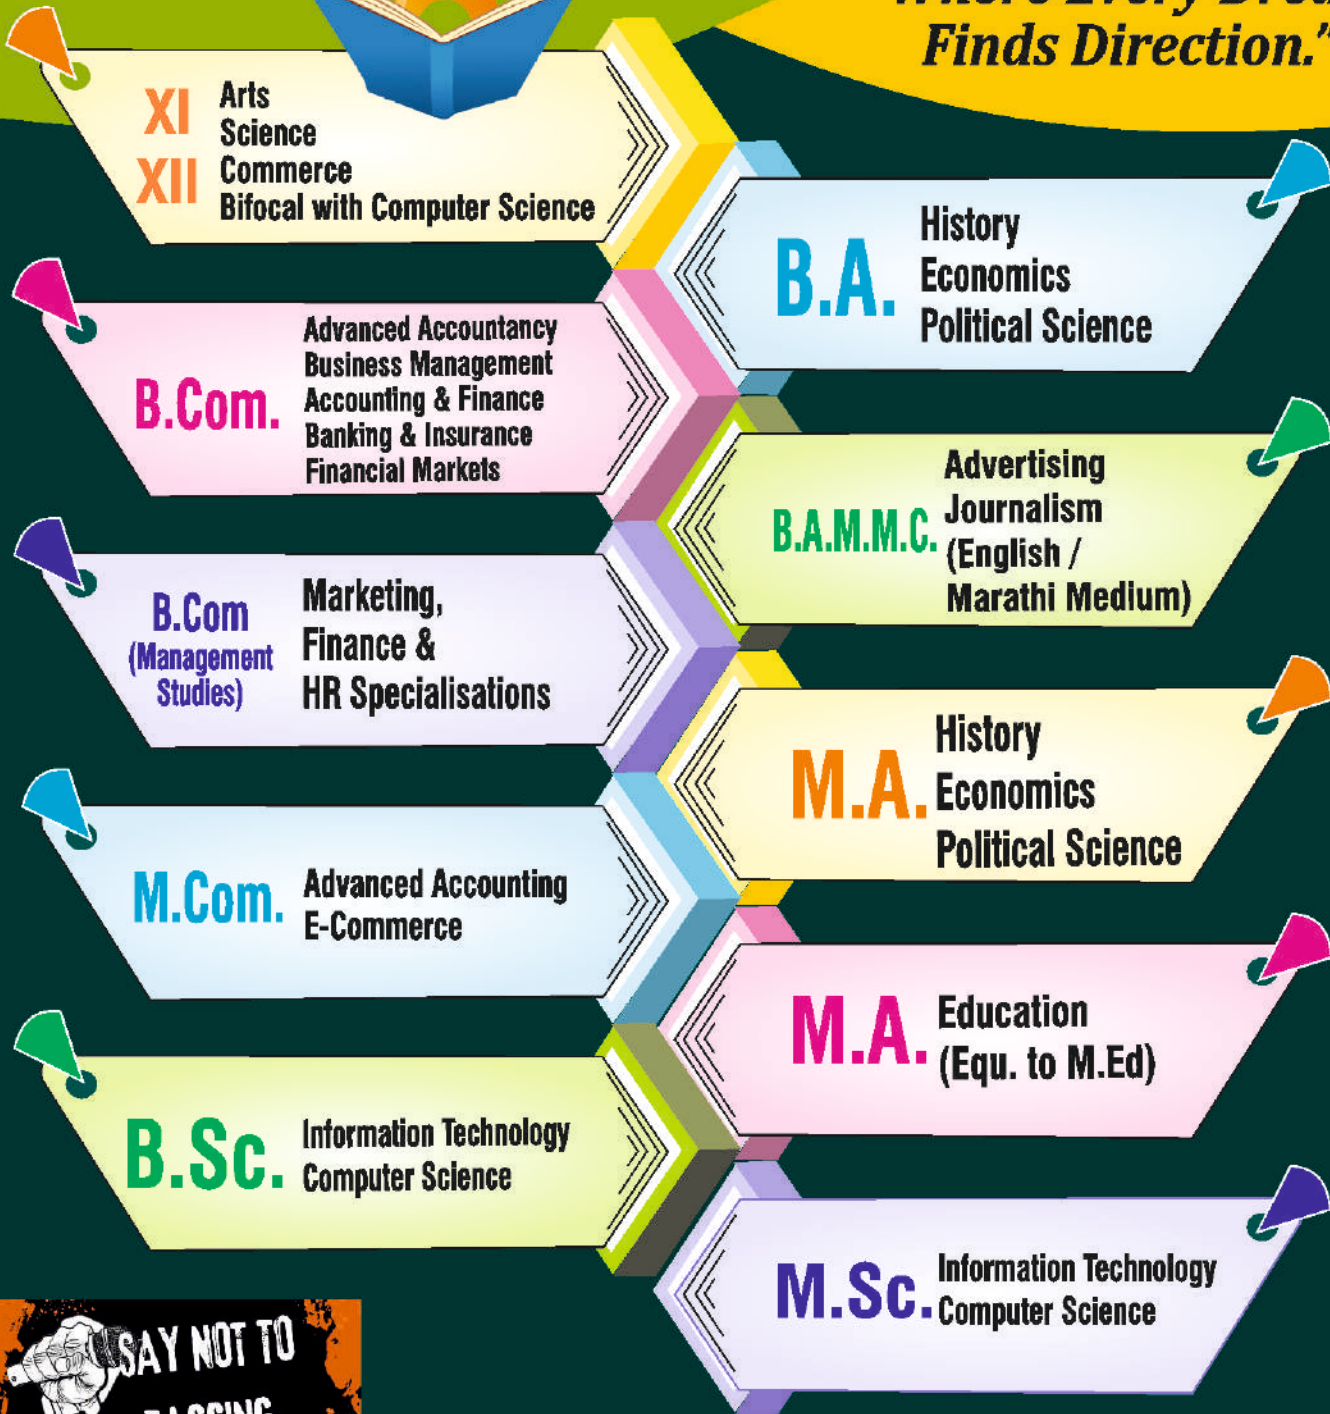 Finds Direction."
XI
XII
Arts
Science
Commerce
Bifocal with Computer Science
B.A.
History
Economics
Political Science
B.Com.
Advanced Accountancy
Business Management
Accounting & Finance
Banking & Insurance
Financial Markets
B.A.M.M.C.
Advertising
Journalism
(English /
Marathi Medium)
B.Com
(Management
Studies)
Marketing,
Finance &
HR Specialisations
M.A.
History
Economics
Political Science
M.Com.
Advanced Accounting
E-Commerce
M.A.
Education
(Equ. to M.Ed)
B.Sc.
Information Technology
Computer Science
M.Sc.
Information Technology
Computer Science
SAY NOT TO